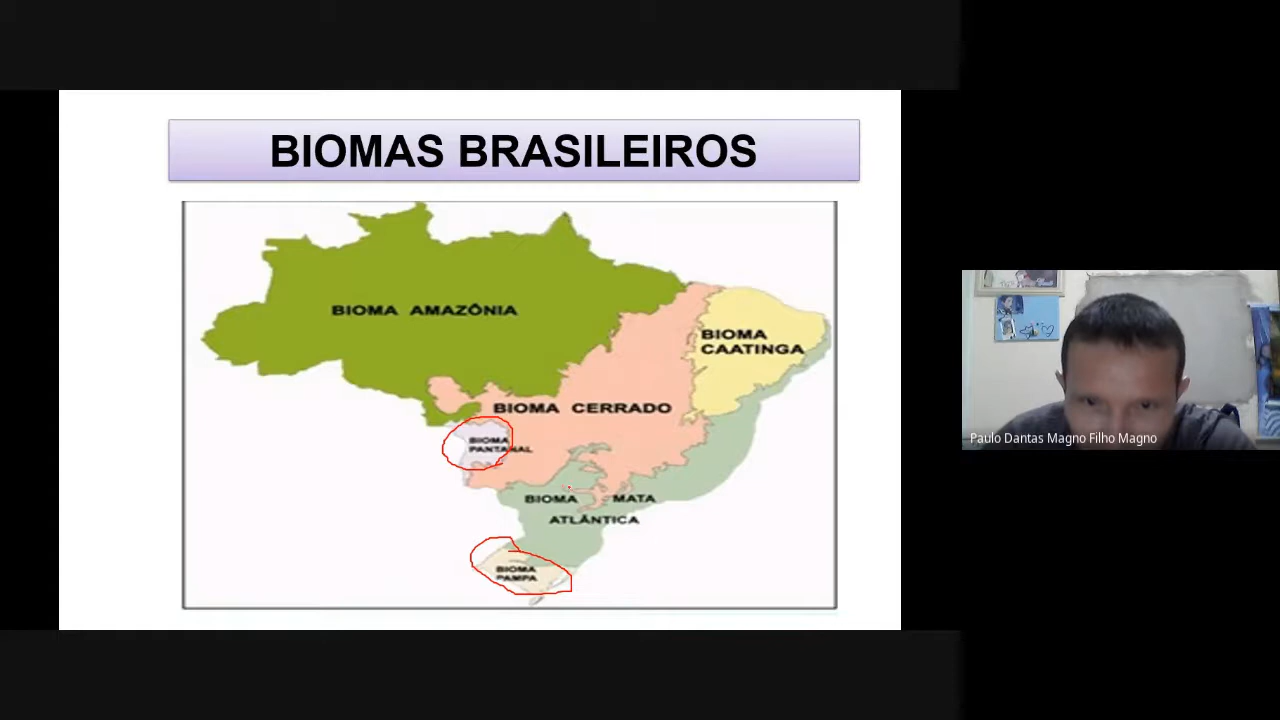 BIOMAS BRASILEIROS
BIOMA AMAZÔNIA
BIOMA
CAATINGA
BIOMA CERRADO
BIOMA
PANTANAL
BIOMA MATA
ATLÂNTICA
BIOMA
PAMPA
Paulo Dantas Magno Filho Magno